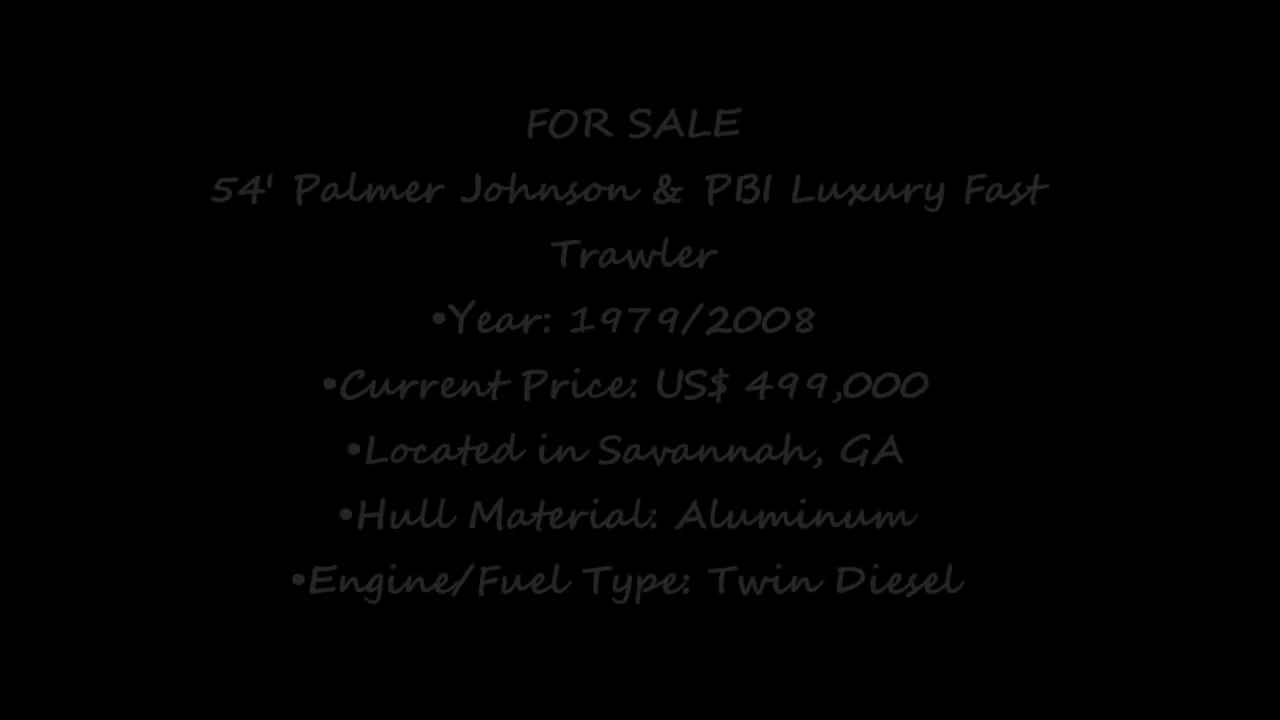 FOR SALE
54' Palmer Johnson & PBI Luxury Fast
Trawler
•Year: 1979/2008
•Current Price: US$ 499,000
•Located in Savannah, GA
•Hull Material: Aluminum
•Engine/Fuel Type: Twin Diesel